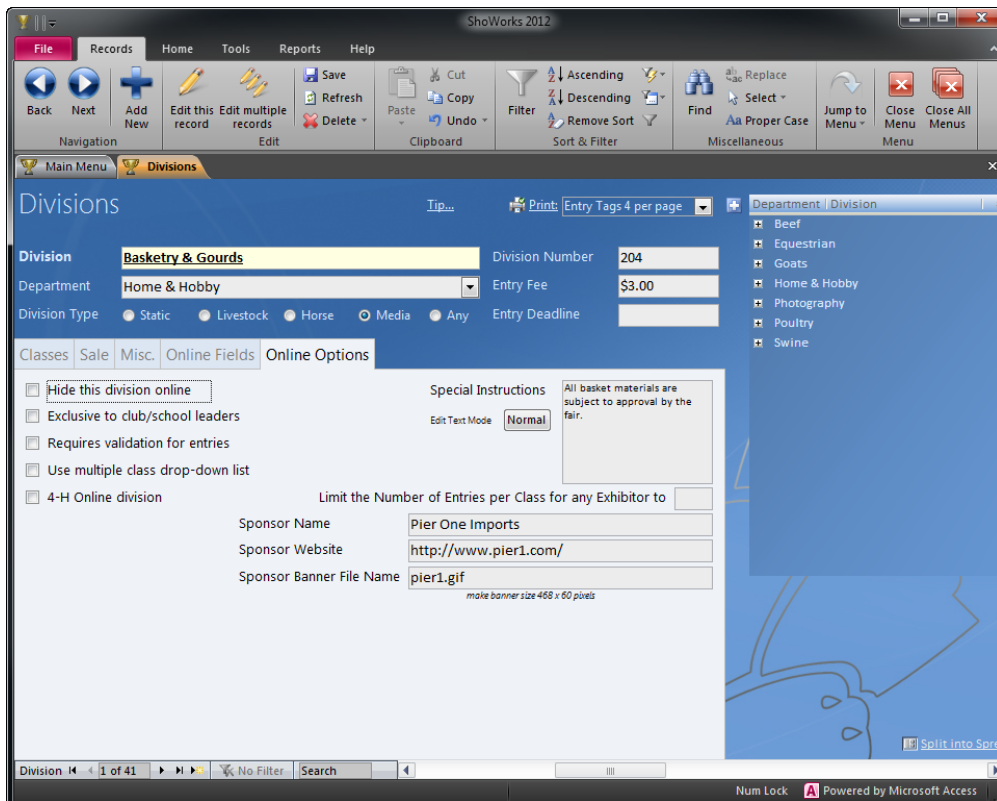 ShoWorks 2012
File Records Home Tools Reports Help
Back Next Add New Edit this record Edit multiple records Save Refresh Delete Paste Cut Copy Undo Filter Ascending Descending Remove Sort Find Replace Select Aa Proper Case Jump to Menu Close Menu Close All Menus
Navigation Edit Clipboard Sort & Filter Miscellaneous Menu
Main Menu Divisions
Divisions Tip... Print: Entry Tags 4 per page
Division Basketry & Gourds Division Number 204
Department Home & Hobby Entry Fee $3.00
Division Type Static Livestock Horse Media Any Entry Deadline
Department Division
Beef
Equestrian
Goats
Home & Hobby
Photography
Poultry
Swine
Classes Sale Misc. Online Fields Online Options
Hide this division online
Exclusive to club/school leaders
Requires validation for entries
Use multiple class drop-down list
4-H Online division
Special Instructions
Edit Text Mode Normal
All basket materials are
subject to approval by the
fair.
Limit the Number of Entries per Class for any Exhibitor to
Sponsor Name Pier One Imports
Sponsor Website http://www.pier1.com/
Sponsor Banner File Name pier1.gif
make banner size 468 x 60 pixels
Split into Spre
Division 1 of 41 No Filter Search
Num Lock A Powered by Microsoft Access